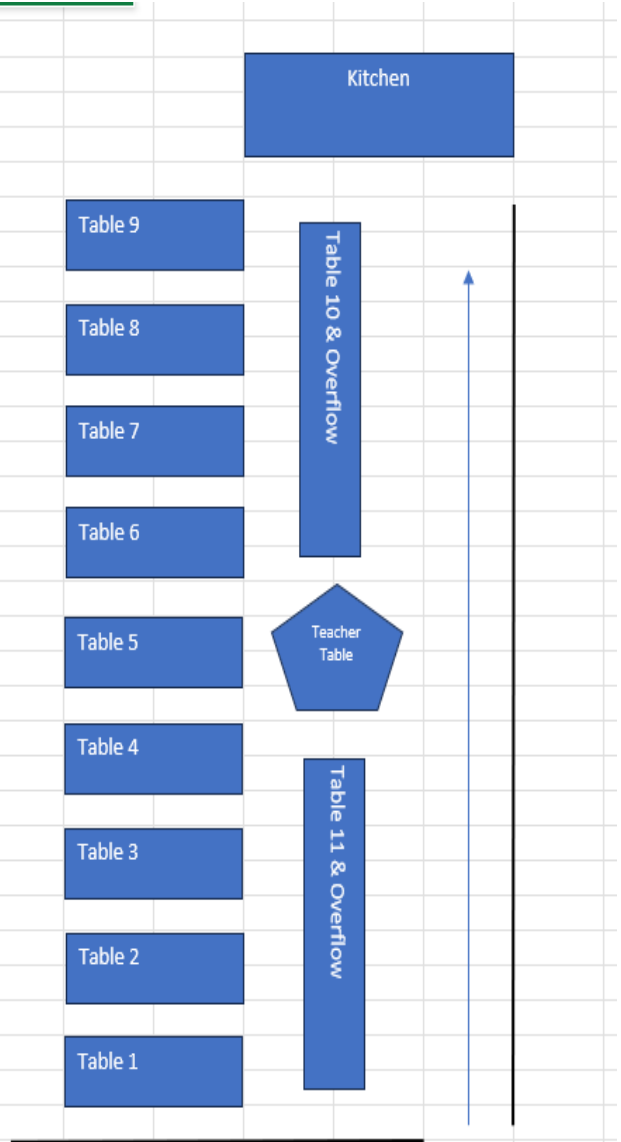 Kitchen
Table 9
Table 10 & Overflow
Table 8
Table 7
Table 6
Teacher
Table
Table 5
Table 4
Table 11 & Overflow
Table 3
Table 2
Table 1